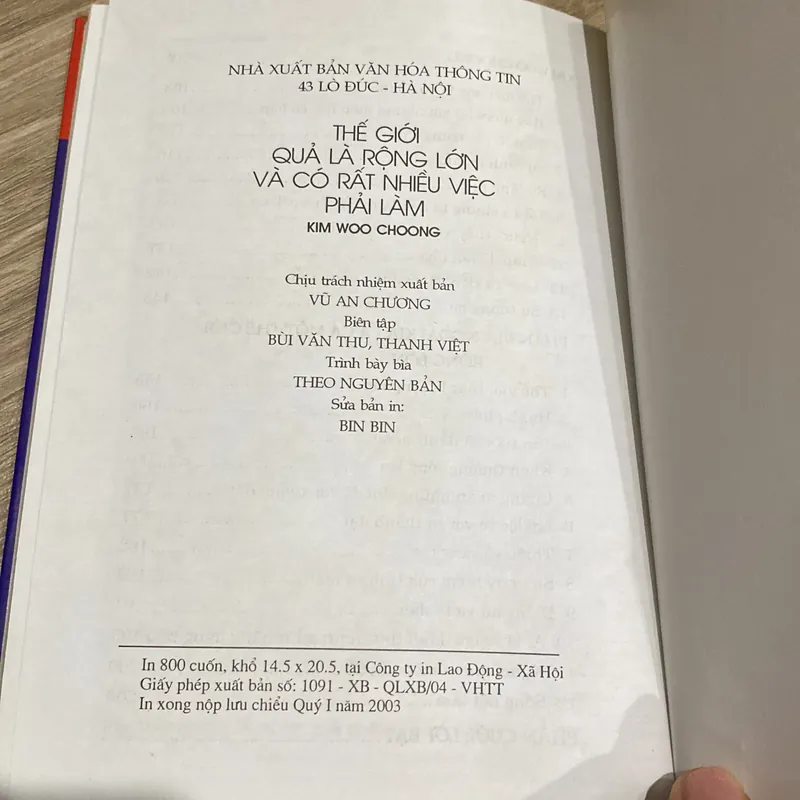 NHÀ XUẤT BẢN VĂN HÓA THÔNG TIN
43 LÒ ĐÚC - HÀ NỘI
THẾ GIỚI
QUẢ LÀ RỘNG LỚN
VÀ CÓ RẤT NHIỀU VIỆC
PHẢI LÀM
KIM WOO CHOONG
Chịu trách nhiệm xuất bản
VŨ AN CHƯƠNG
Biên tập
BÙI VĂN THU, THANH VIỆT
Trình bày bìa
THEO NGUYÊN BẢN
Sửa bản in:
BIN BIN
In 800 cuốn, khổ 14.5 x 20.5, tại Công ty in Lao Động - Xã Hội
Giấy phép xuất bản số: 1091 - XB - QLXB/04 - VHTT
In xong nộp lưu chiểu Quý I năm 2003